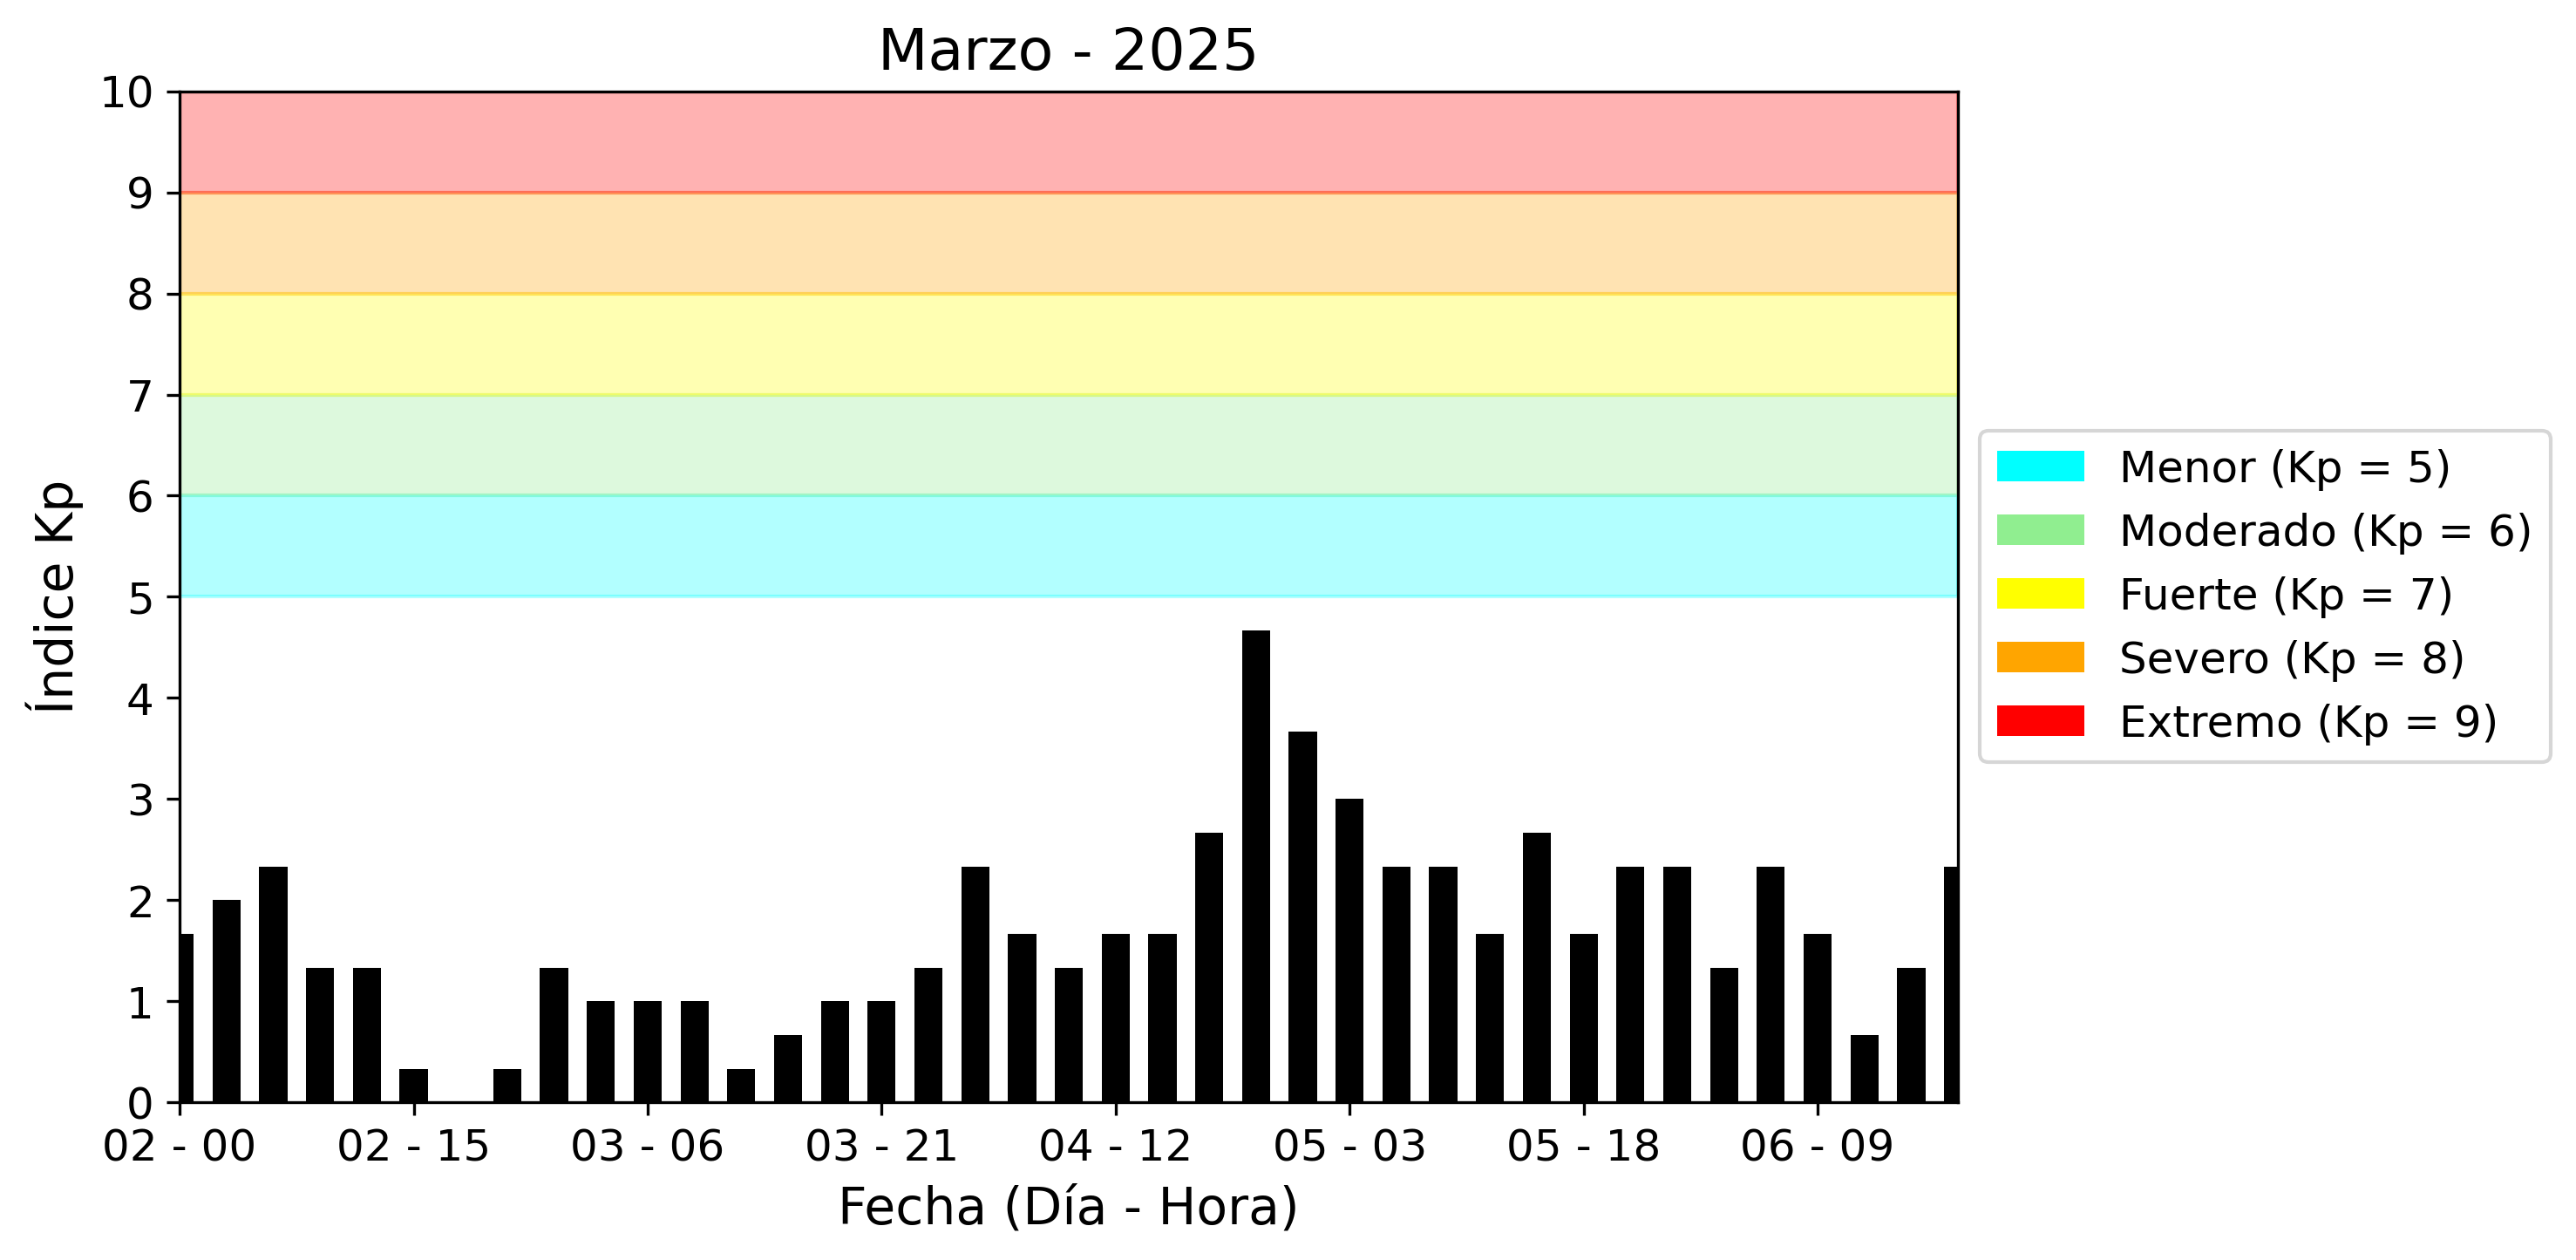 Marzo - 2025
Índice Kp
10
9
8
7
6
5
4
3
2
1
0
02 - 00
02 - 15
03 - 06
03 - 21
04 - 12
05 - 03
05 - 18
06 - 09
Fecha (Día - Hora)
Menor (Kp = 5)
Moderado (Kp = 6)
Fuerte (Kp = 7)
Severo (Kp = 8)
Extremo (Kp = 9)